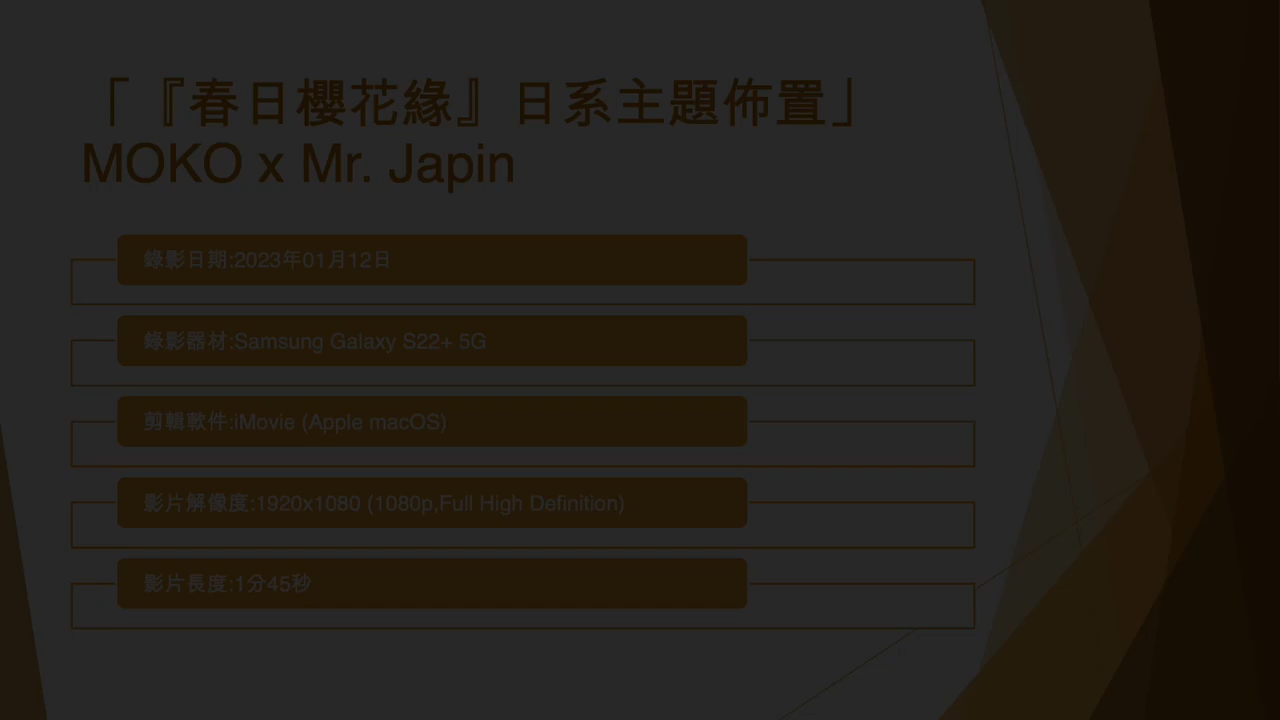 「『春日櫻花緣』日系主題佈置」
MOKO x Mr. Japin
錄影日期:2023年01月12日
錄影器材:Samsung Galaxy S22+ 5G
剪輯軟件:iMovie (Apple macOS)
影片解像度:1920x1080 (1080p,Full High Definition)
影片長度:1分45秒